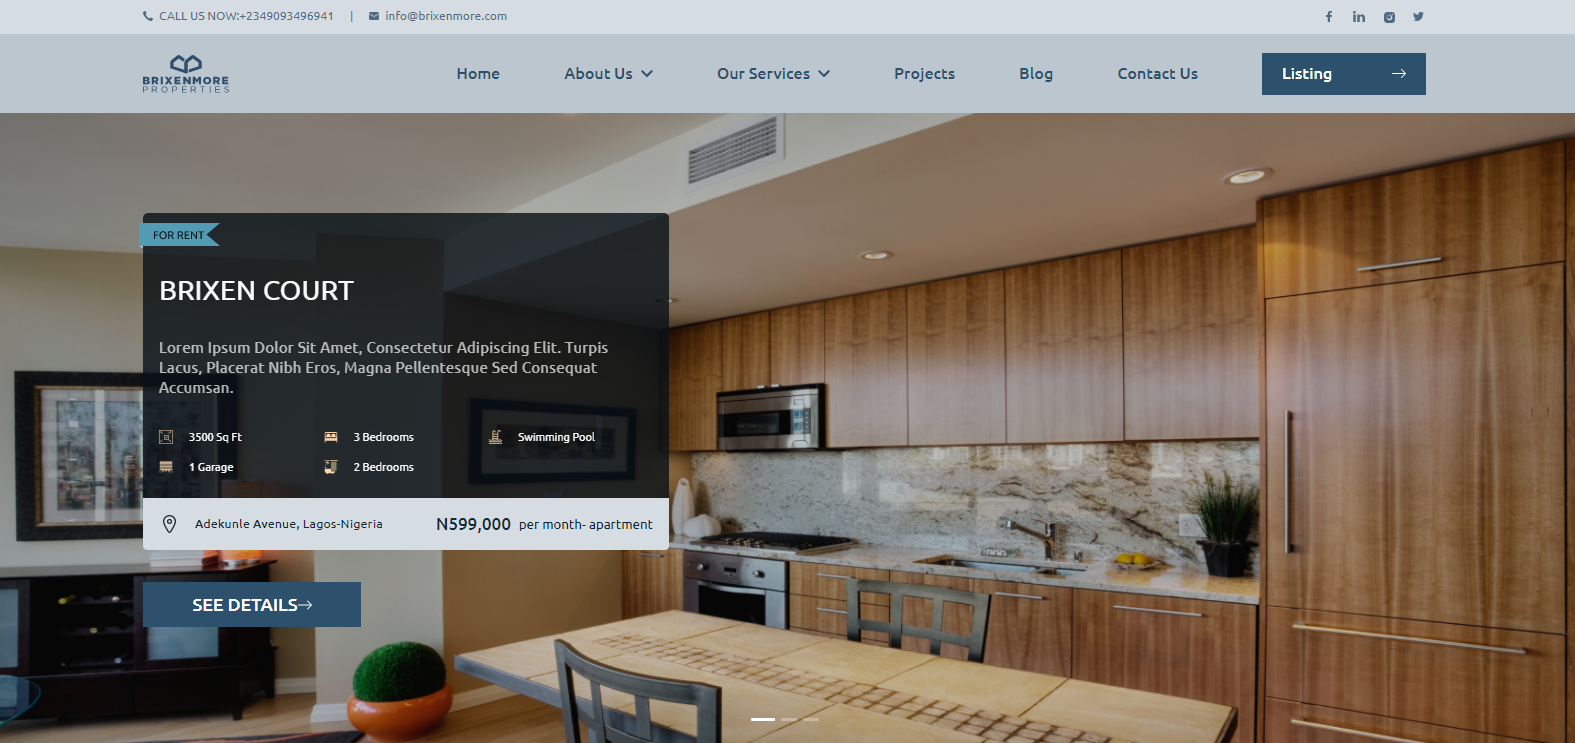 CALL US NOW:+2349093496941 | info@brixenmore.com
BRIXENMORE
PROPERTIES
Home About Us Our Services Projects Blog Contact Us Listing
FOR RENT
BRIXEN COURT
Lorem Ipsum Dolor Sit Amet, Consectetur Adipiscing Elit. Turpis
Lacus, Placerat Nibh Eros, Magna Pellentesque Sed Consequat
Accumsan.
3500 Sq Ft 3 Bedrooms Swimming Pool
1 Garage 2 Bedrooms
Adekunle Avenue, Lagos-Nigeria N599,000 per month- apartment
SEE DETAILS